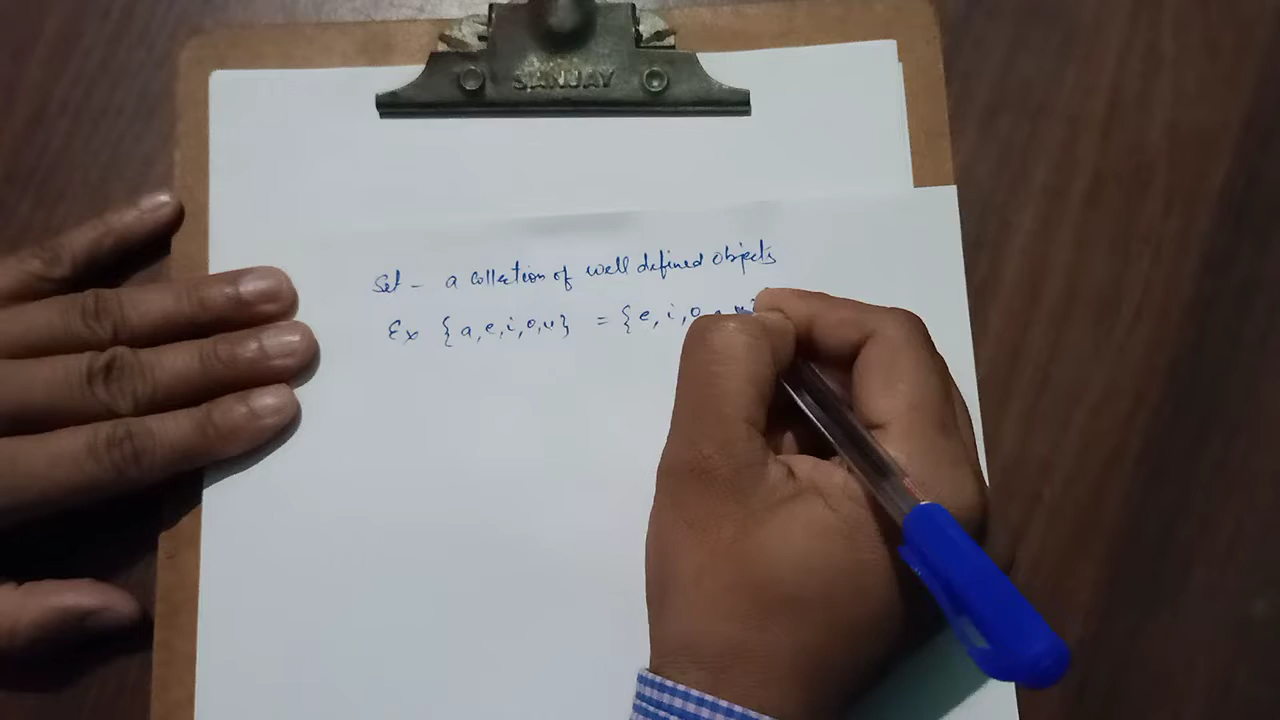 SANJAY
Set - a collection of well defined objects
Ex {a,e,i,o,u} = {e, i, o, a, u}